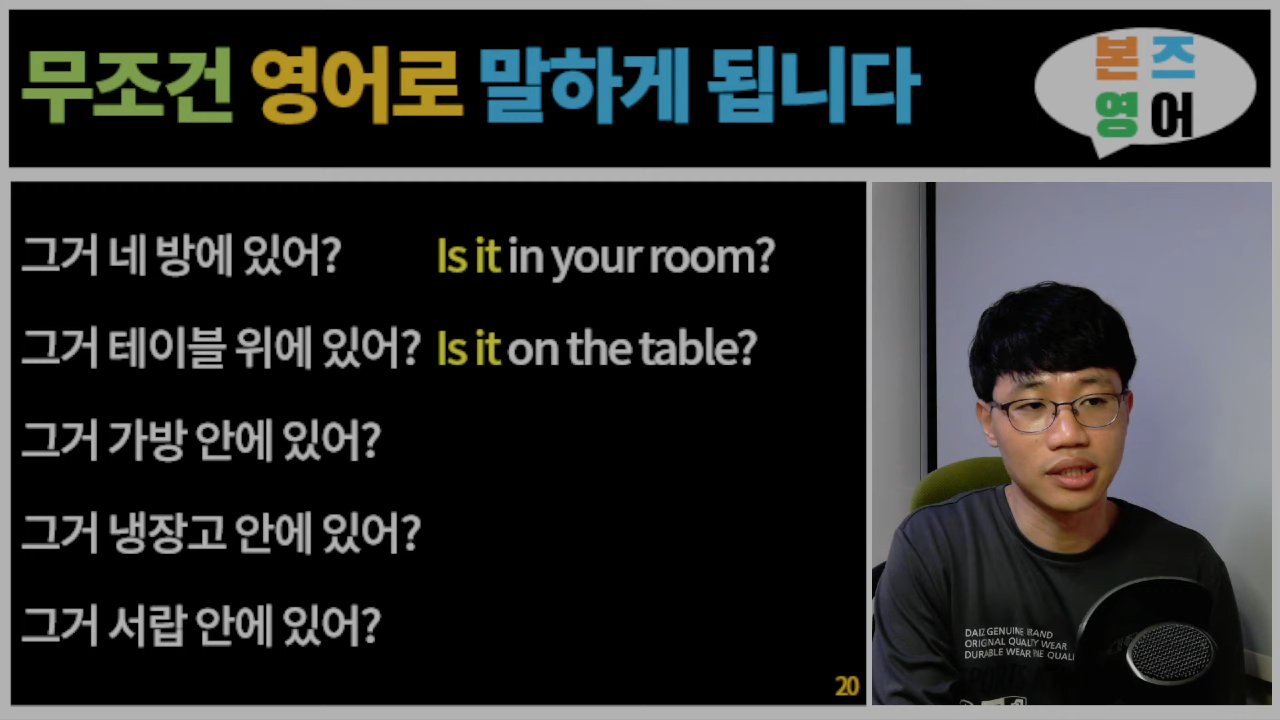 무조건 영어로 말하게 됩니다
본즈
영어
그거 네 방에 있어? Is it in your room?
그거 테이블 위에 있어? Is it on the table?
그거 가방 안에 있어?
그거 냉장고 안에 있어?
그거 서랍 안에 있어?
20
DAIZ GENUINE BRAND
ORIGINAL QUALITY WEAR
DURABLE WEAR